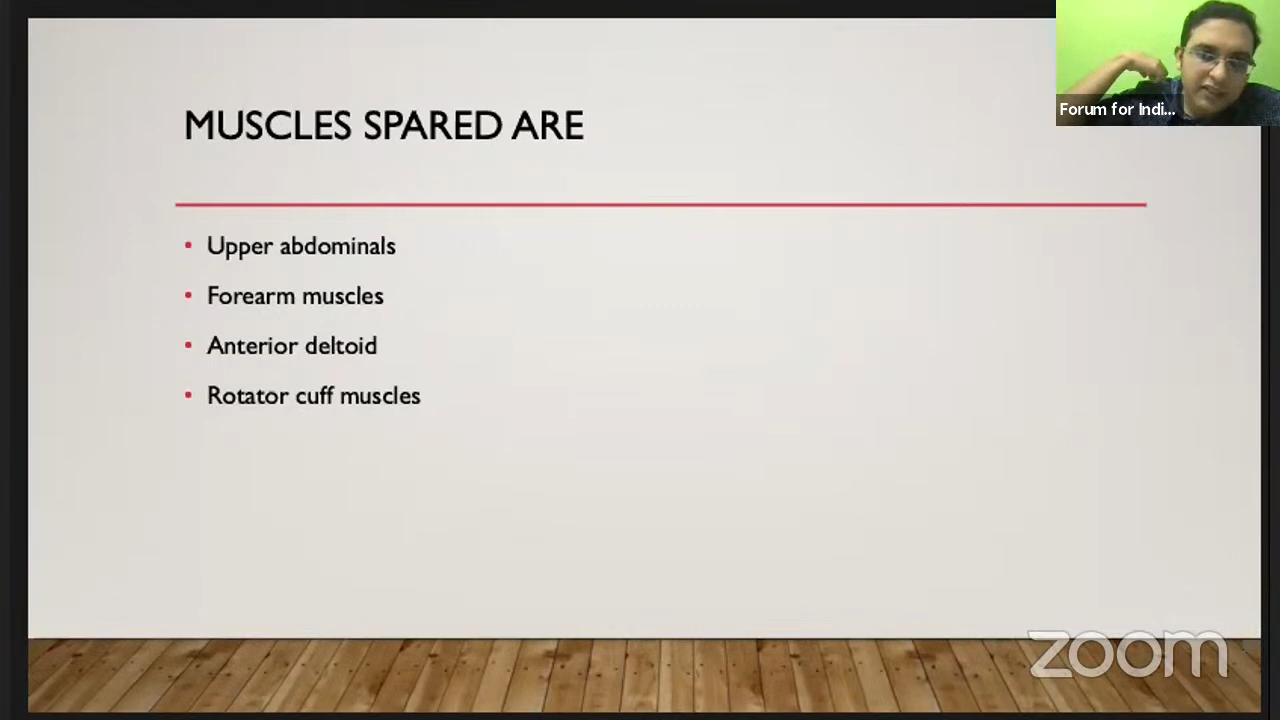 Forum for Indi...
MUSCLES SPARED ARE
• Upper abdominals
• Forearm muscles
• Anterior deltoid
• Rotator cuff muscles
zoom